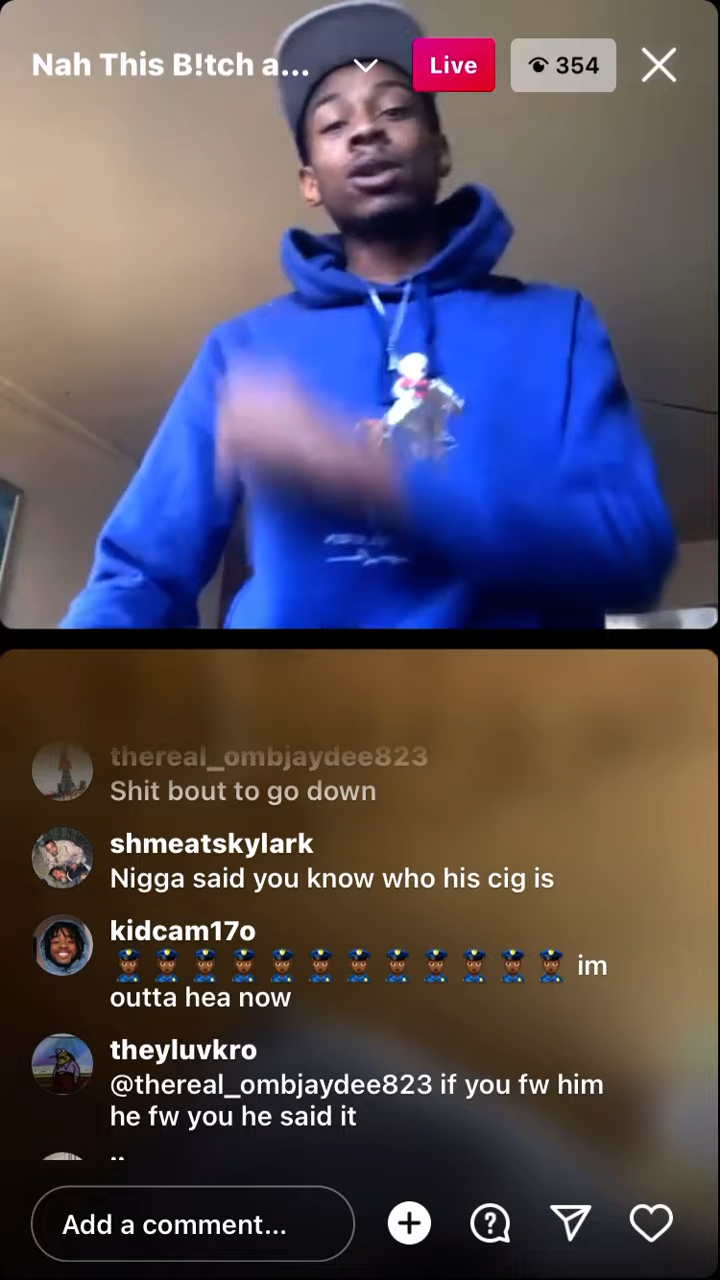 Nah This B!tch a...
Live
354
thereal_ombjaydee823
Shit bout to go down
shmeatskylark
Nigga said you know who his cig is
kidcam17o
👮🏾👮🏾👮🏾👮🏾👮🏾👮🏾👮🏾👮🏾👮🏾👮🏾👮🏾👮🏾 im
outta hea now
theyluvkro
@thereal_ombjaydee823 if you fw him
he fw you he said it
Add a comment...